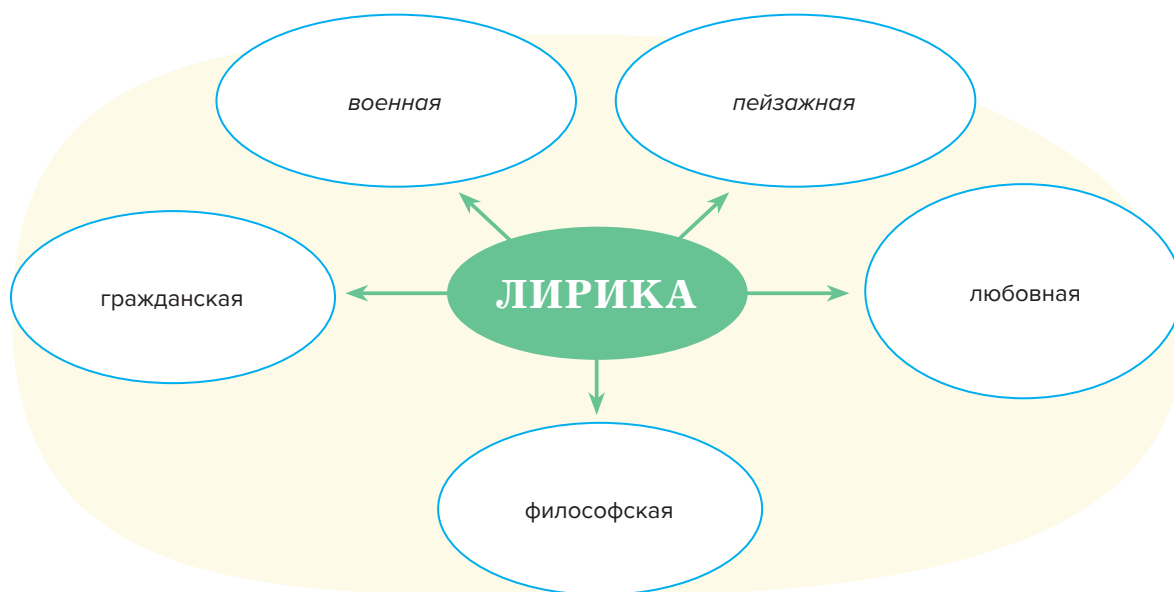 военная
пейзажная
гражданская
ЛИРИКА
любовная
философская